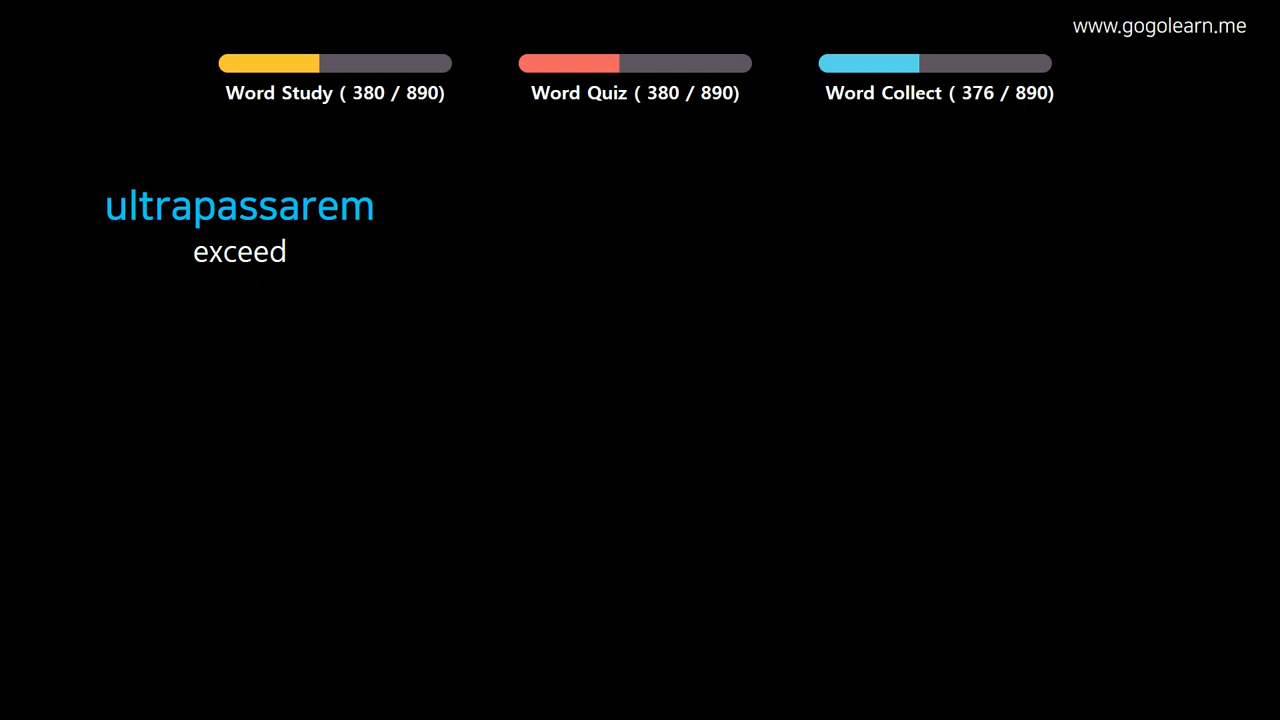 www.gogolearn.me
Word Study ( 380 / 890)
Word Quiz ( 380 / 890)
Word Collect ( 376 / 890)
ultrapassarem
exceed